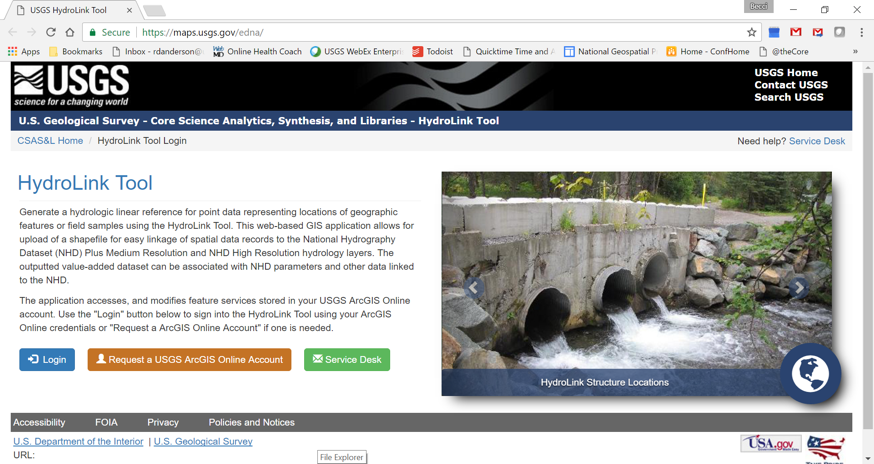 Becci
USGS HydroLink Tool
Secure | https://maps.usgs.gov/edna/
Apps Bookmarks Inbox - rdanderson@ Online Health Coach USGS WebEx Enterpri Todoist Quicktime Time and A National Geospatial P Home - ConfHome @theCore »
USGS
science for a changing world
USGS Home
Contact USGS
Search USGS
U.S. Geological Survey - Core Science Analytics, Synthesis, and Libraries - HydroLink Tool
CSAS&L Home / HydroLink Tool Login
Need help? Service Desk
HydroLink Tool
Generate a hydrologic linear reference for point data representing locations of geographic
features or field samples using the HydroLink Tool. This web-based GIS application allows for
upload of a shapefile for easy linkage of spatial data records to the National Hydrography
Dataset (NHD) Plus Medium Resolution and NHD High Resolution hydrology layers. The
outputted value-added dataset can be associated with NHD parameters and other data linked
to the NHD.
The application accesses, and modifies feature services stored in your USGS ArcGIS Online
account. Use the "Login" button below to sign into the HydroLink Tool using your ArcGIS
Online credentials or "Request a ArcGIS Online Account" if one is needed.
Login
Request a USGS ArcGIS Online Account
Service Desk
HydroLink Structure Locations
Accessibility FOIA Privacy Policies and Notices
U.S. Department of the Interior | U.S. Geological Survey
URL:
File Explorer
USA.gov